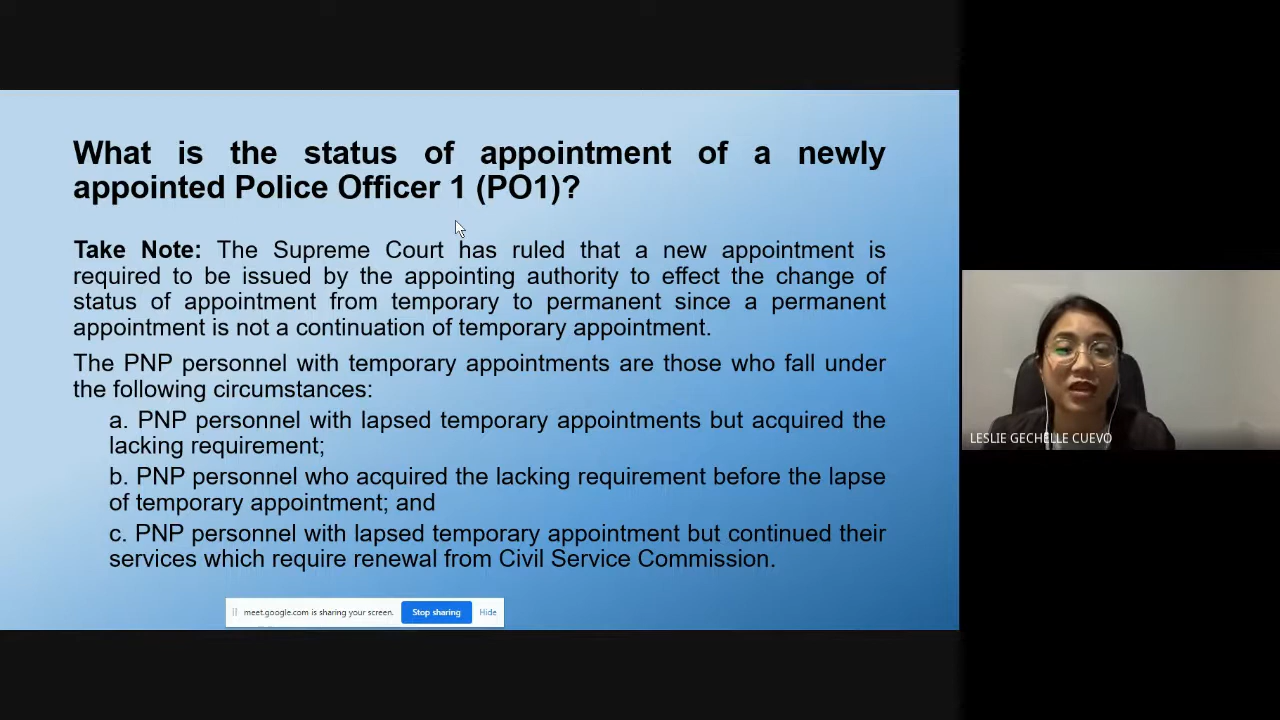 What is the status of appointment of a newly
appointed Police Officer 1 (PO1)?
Take Note: The Supreme Court has ruled that a new appointment is
required to be issued by the appointing authority to effect the change of
status of appointment from temporary to permanent since a permanent
appointment is not a continuation of temporary appointment.
The PNP personnel with temporary appointments are those who fall under
the following circumstances:
a. PNP personnel with lapsed temporary appointments but acquired the
lacking requirement;
b. PNP personnel who acquired the lacking requirement before the lapse
of temporary appointment; and
c. PNP personnel with lapsed temporary appointment but continued their
services which require renewal from Civil Service Commission.
meet.google.com is sharing your screen. Stop sharing Hide
LESLIE GECHELLE CUEVO